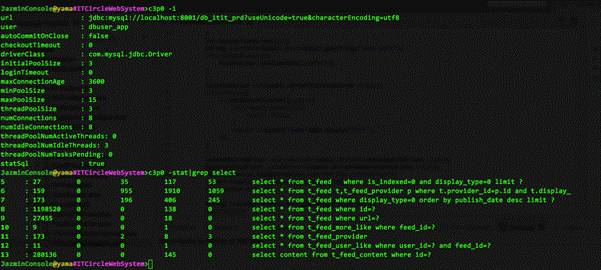 JazminConsole@yama#ITCircleWebSystem>c3p0 -i
url : jdbc:mysql://localhost:8001/db_itit_prd?useUnicode=true&characterEncoding=utf8
user : dbuser_app
autoCommitOnClose : false
checkoutTimeout : 0
driverClass : com.mysql.jdbc.Driver
initialPoolSize : 3
loginTimeout : 0
maxConnectionAge : 3600
minPoolSize : 3
maxPoolSize : 15
threadPoolSize : 3
numConnections : 8
numIdleConnections : 8
threadPoolNumActiveThreads: 0
threadPoolNumIdleThreads: 3
threadPoolNumTasksPending: 0
statSql : true
JazminConsole@yama#ITCircleWebSystem>c3p0 -stat|grep select
5 : 27 0 35 117 53 select * from t_feed where is_indexed=0 and display_type=0 limit ?
6 : 159 0 955 1910 1059 select * from t_feed t,t_feed_provider p where t.provider_id=p.id and t.display_
7 : 173 0 196 406 245 select * from t_feed where display_type=0 order by publish_date desc limit ?
8 : 1198520 0 0 138 0 select * from t_feed where id=?
9 : 27455 0 0 18 0 select * from t_feed where url=?
10 : 9 0 0 1 0 select * from t_feed_more_like where feed_id=?
11 : 173 0 2 8 3 select * from t_feed_provider
12 : 11 0 0 1 0 select * from t_feed_user_like where user_id=? and feed_id=?
13 : 208136 0 0 145 0 select content from t_feed_content where id=?
JazminConsole@yama#ITCircleWebSystem>